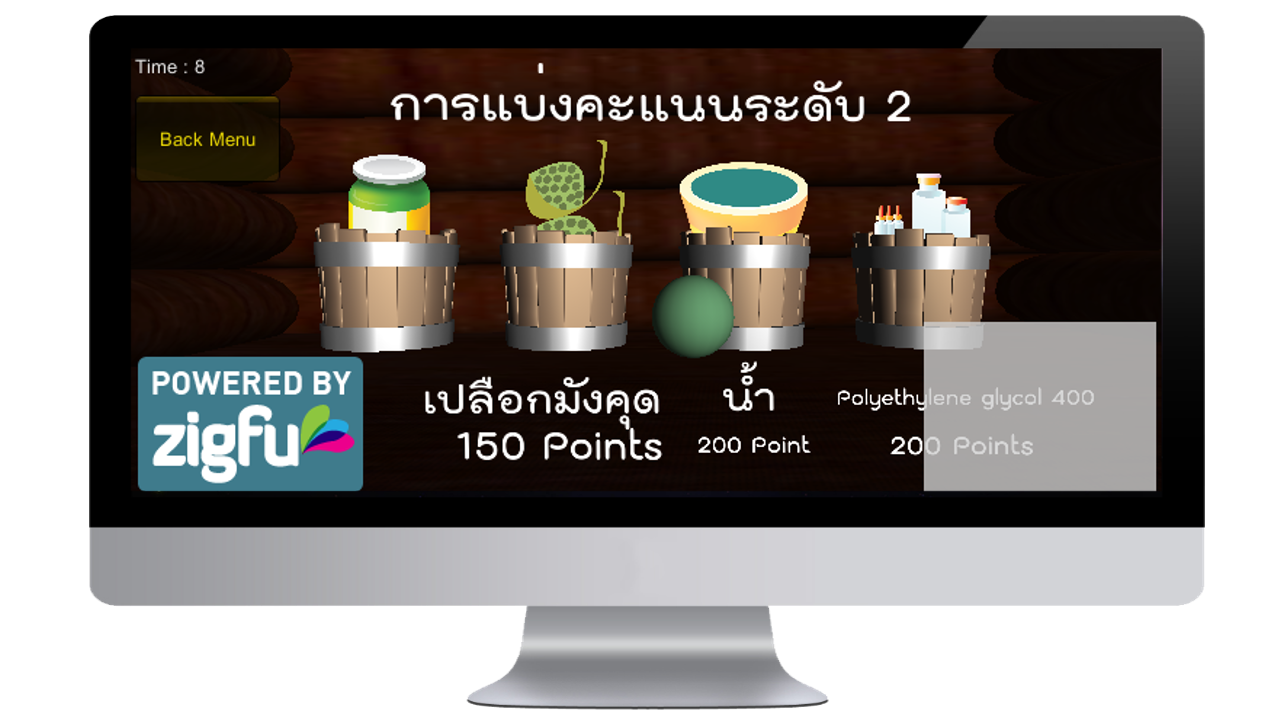 Time : 8
Back Menu
การแบ่งคะแนนระดับ 2
เปลือกมังคุด
150 Points
น้ำ
200 Point
Polyethylene glycol 400
200 Points
POWERED BY
zigfu